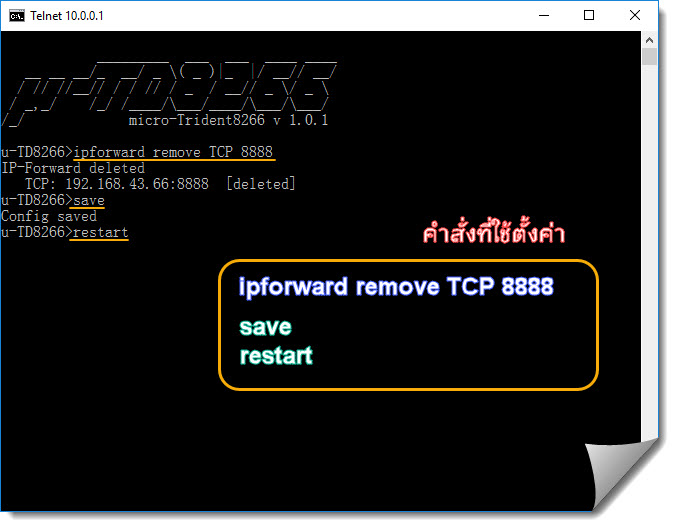 Telnet 10.0.0.1
μ-TD8266
micro-Trident8266 v 1.0.1
u-TD8266>ipforward remove TCP 8888
IP-Forward deleted
TCP: 192.168.43.66:8888  [deleted]
u-TD8266>save
Config saved
u-TD8266>restart
คำสั่งที่ใช้ตั้งค่า
ipforward remove TCP 8888
save
restart